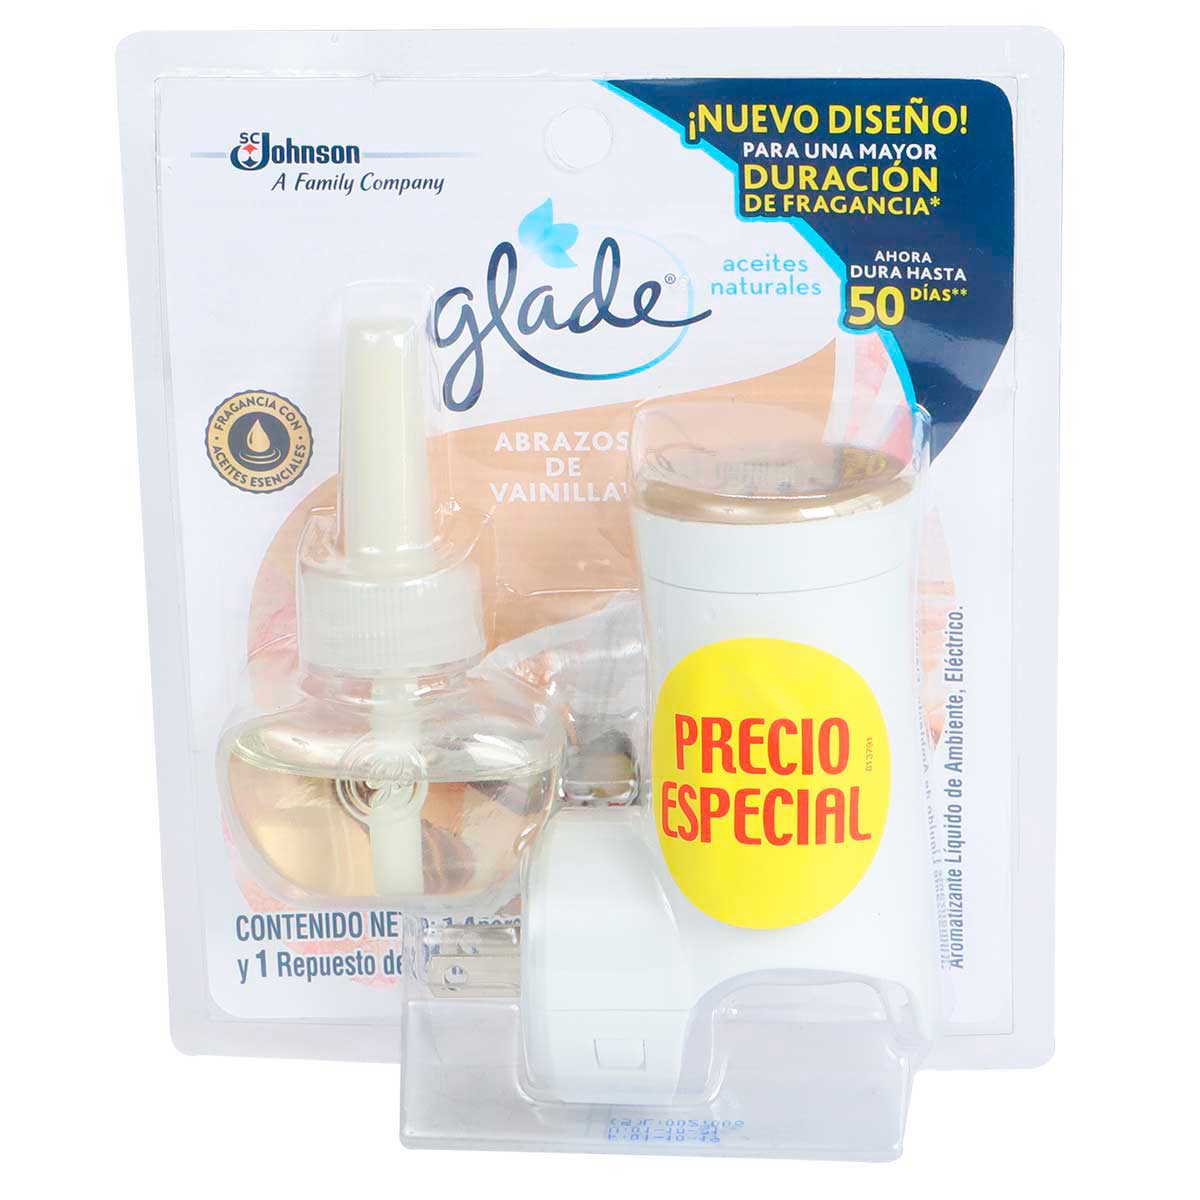 SC Johnson
A Family Company
¡NUEVO DISEÑO!
PARA UNA MAYOR
DURACIÓN
DE FRAGANCIA*
AHORA
DURA HASTA
50 DÍAS**
glade®
aceites
naturales
FRAGANCIA CON
ACEITES ESENCIALES
ABRAZOS
DE
VAINILLA
PRECIO
ESPECIAL
813791
CONTENIDO NE
y 1 Repuesto de
Aromatizante Líquido de Ambiente, Eléctrico.